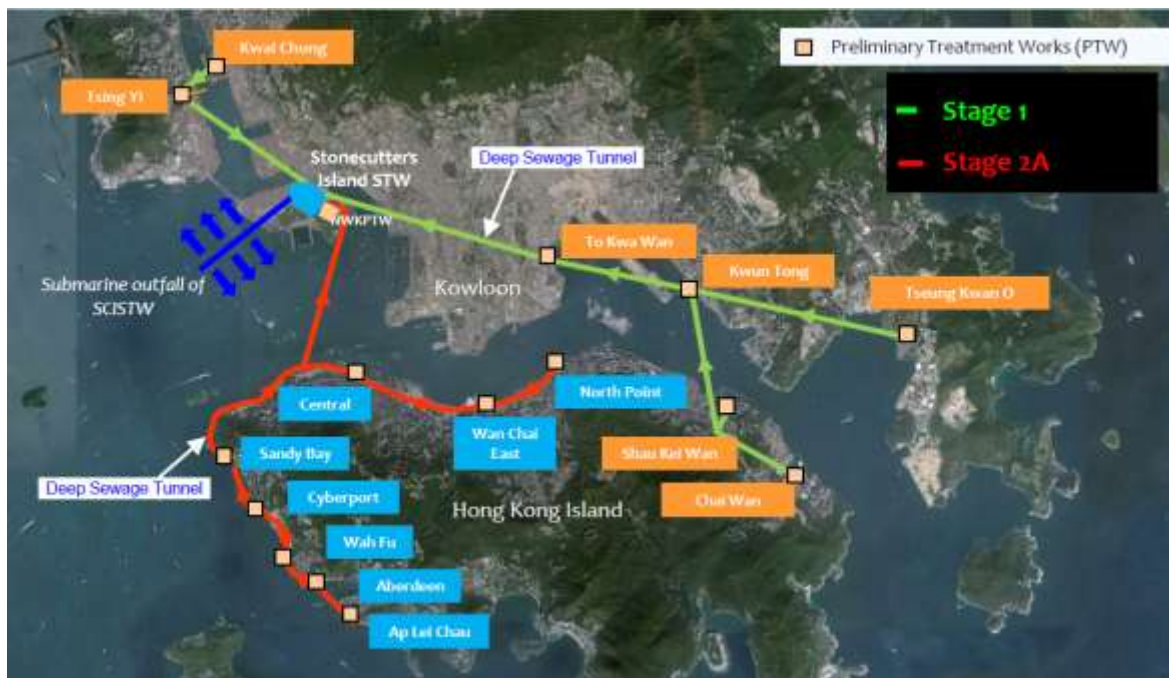 Kwai Chung
Preliminary Treatment Works (PTW)
Tsing Yi
Stage 1
Stage 2A
Stonecutter's
Island STW
Deep Sewage Tunnel
NWKPTW
To Kwa Wan
Kwun Tong
Tseung Kwan O
Submarine outfall of
SCISTW
Kowloon
Central
North Point
Wan Chai
East
Sandy Bay
Shau Kei Wan
Deep Sewage Tunnel
Cyberport
Chai Wan
Hong Kong Island
Wah Fu
Aberdeen
Ap Lei Chau